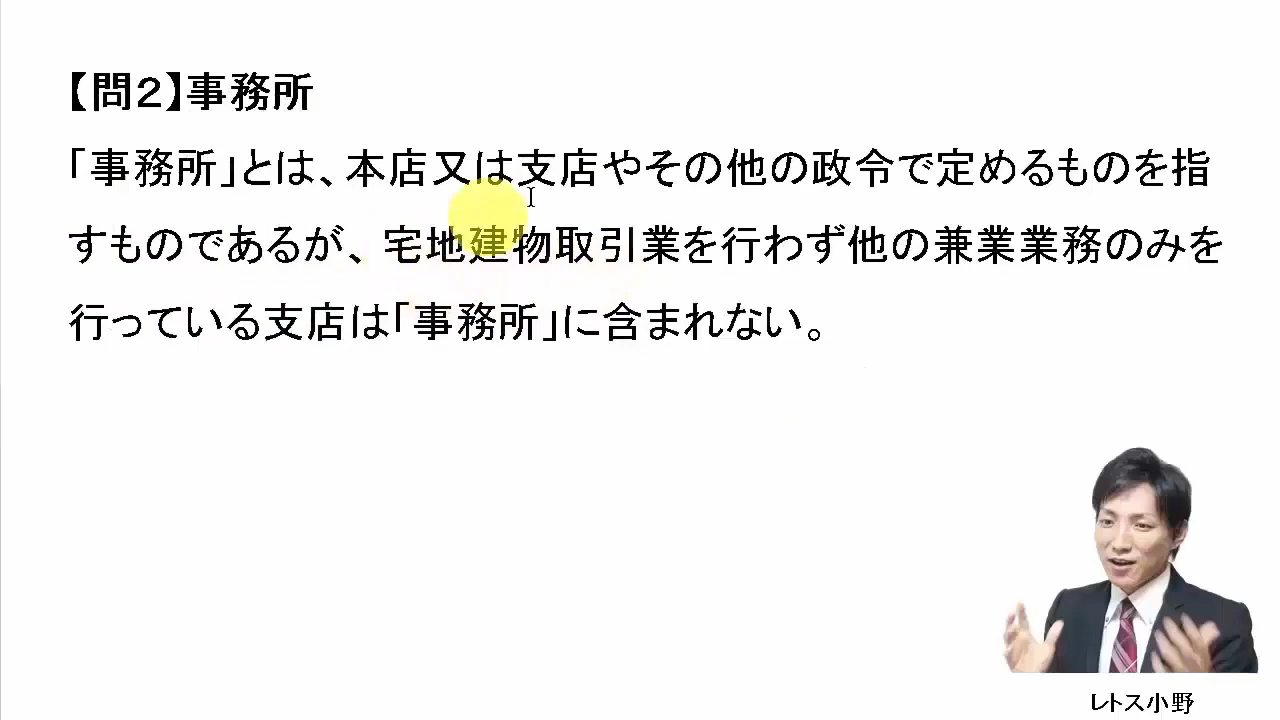 【問２】事務所
「事務所」とは、本店又は支店やその他の政令で定めるものを指
すものであるが、宅地建物取引業を行わず他の兼業業務のみを
行っている支店は「事務所」に含まれない。
レトス小野